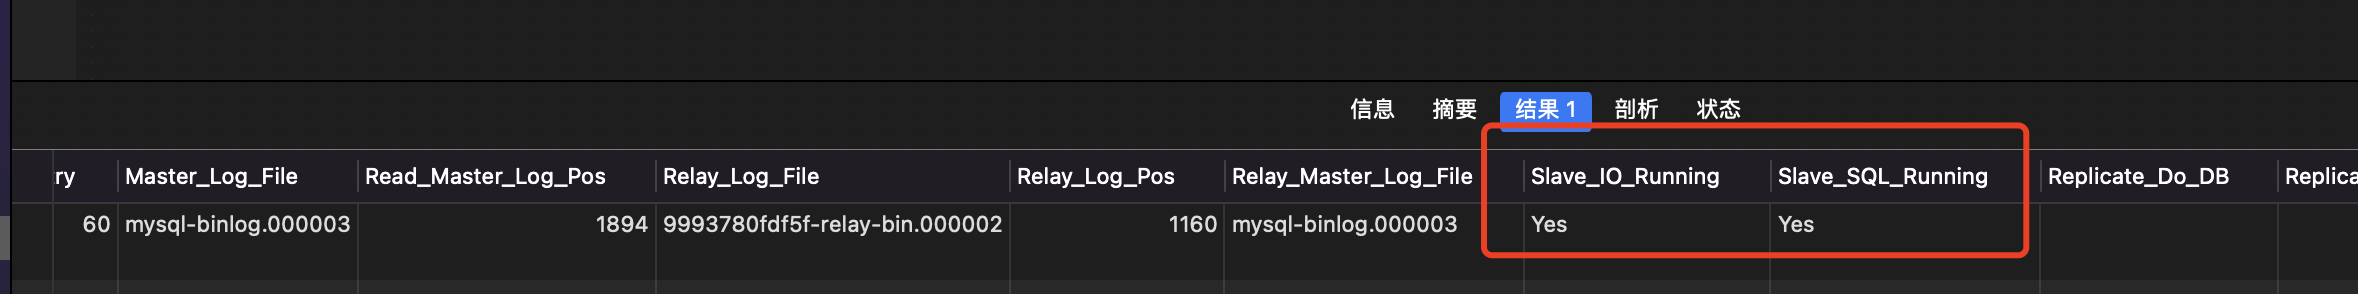 信息 摘要 结果 1 剖析 状态
ry Master_Log_File Read_Master_Log_Pos Relay_Log_File Relay_Log_Pos Relay_Master_Log_File Slave_IO_Running Slave_SQL_Running Replicate_Do_DB Replica
60 mysql-binlog.000003 1894 9993780fdf5f-relay-bin.000002 1160 mysql-binlog.000003 Yes Yes